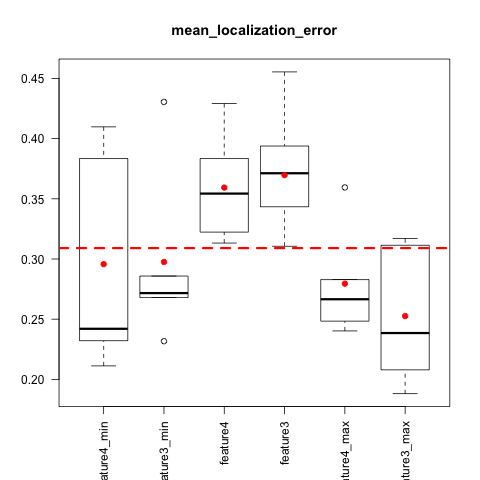 mean_localization_error
0.45
0.40
0.35
0.30
0.25
0.20
ature4_min
ature3_min
feature4
feature3
ture4_max
ture3_max